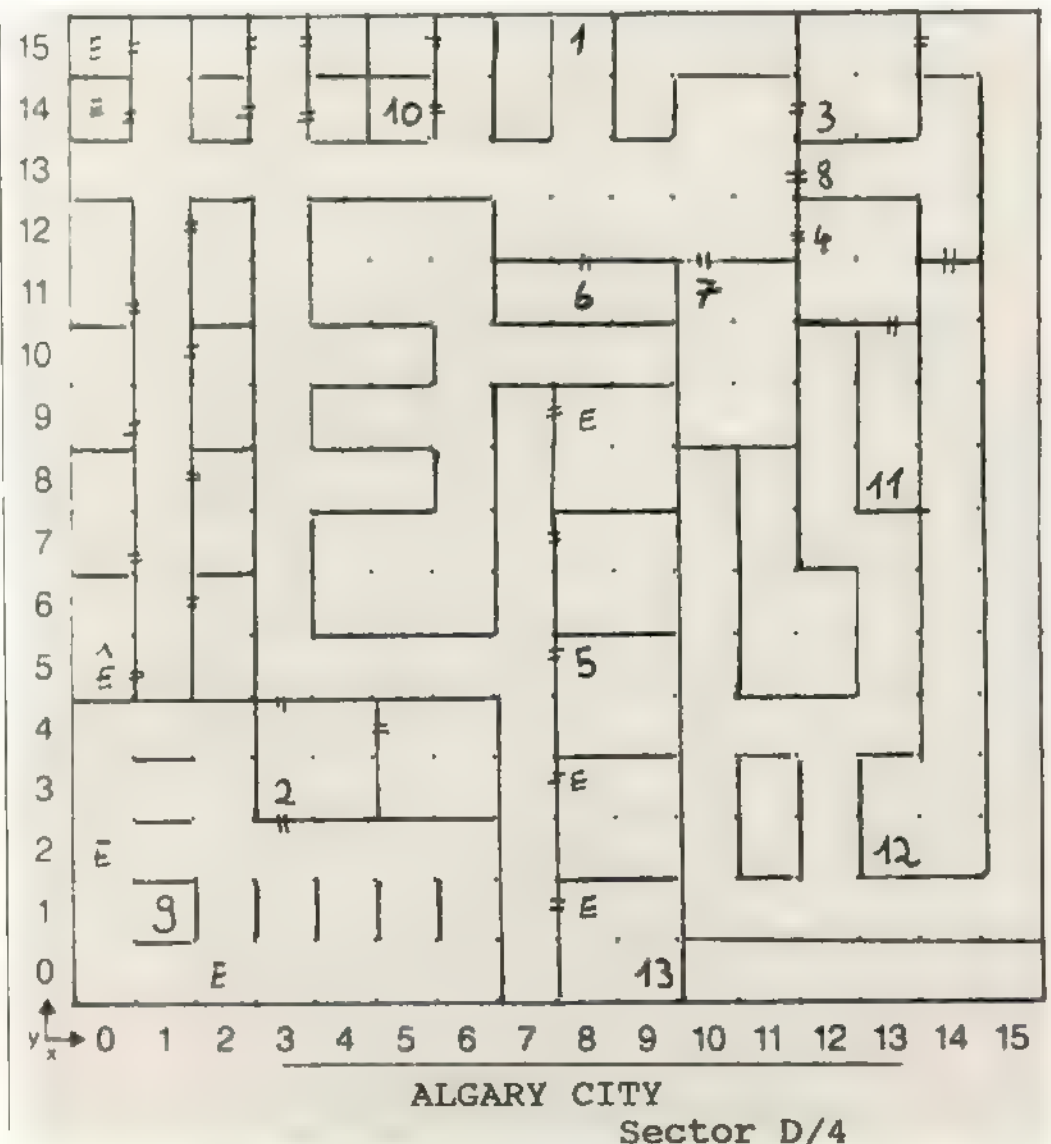 15 E 1
14 E 10 3
13 8
12 4
11 6 7
10
9 E
8 11
7
6
5 E 5
4
3 2 E
2 E 12
1 9 E
0 E 13
y
x 0 1 2 3 4 5 6 7 8 9 10 11 12 13 14 15
ALGARY CITY
Sector D/4